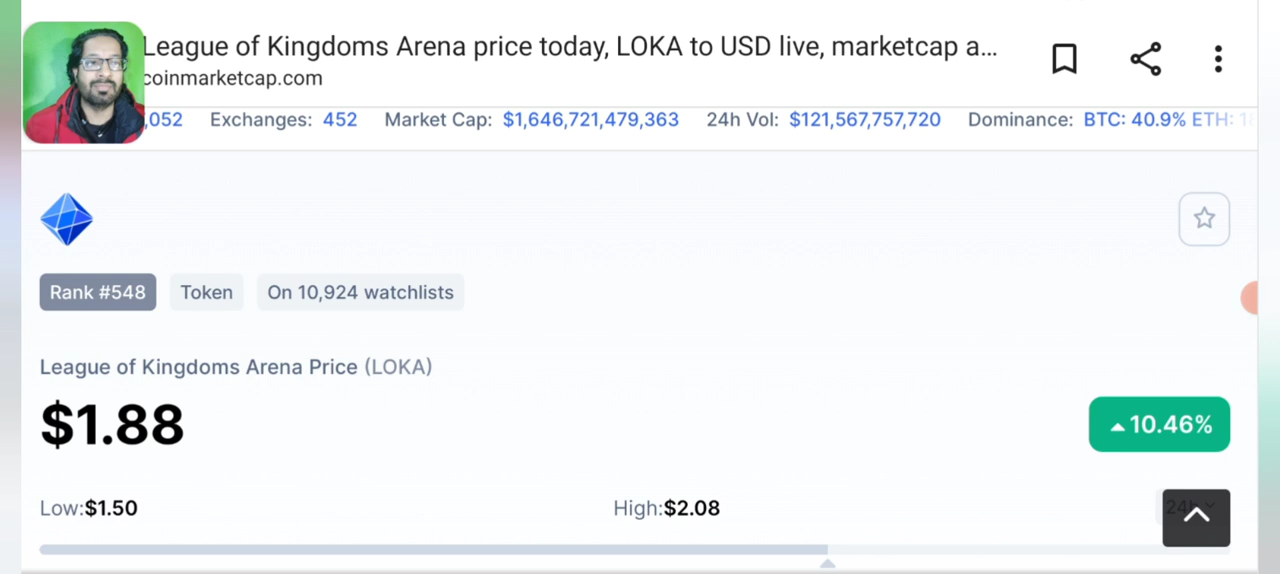 League of Kingdoms Arena price today, LOKA to USD live, marketcap a...
coinmarketcap.com
,052 Exchanges: 452 Market Cap: $1,646,721,479,363 24h Vol: $121,567,757,720 Dominance: BTC: 40.9% ETH:
Rank #548 Token On 10,924 watchlists
League of Kingdoms Arena Price (LOKA)
$1.88 10.46%
Low:$1.50 High:$2.08 24h